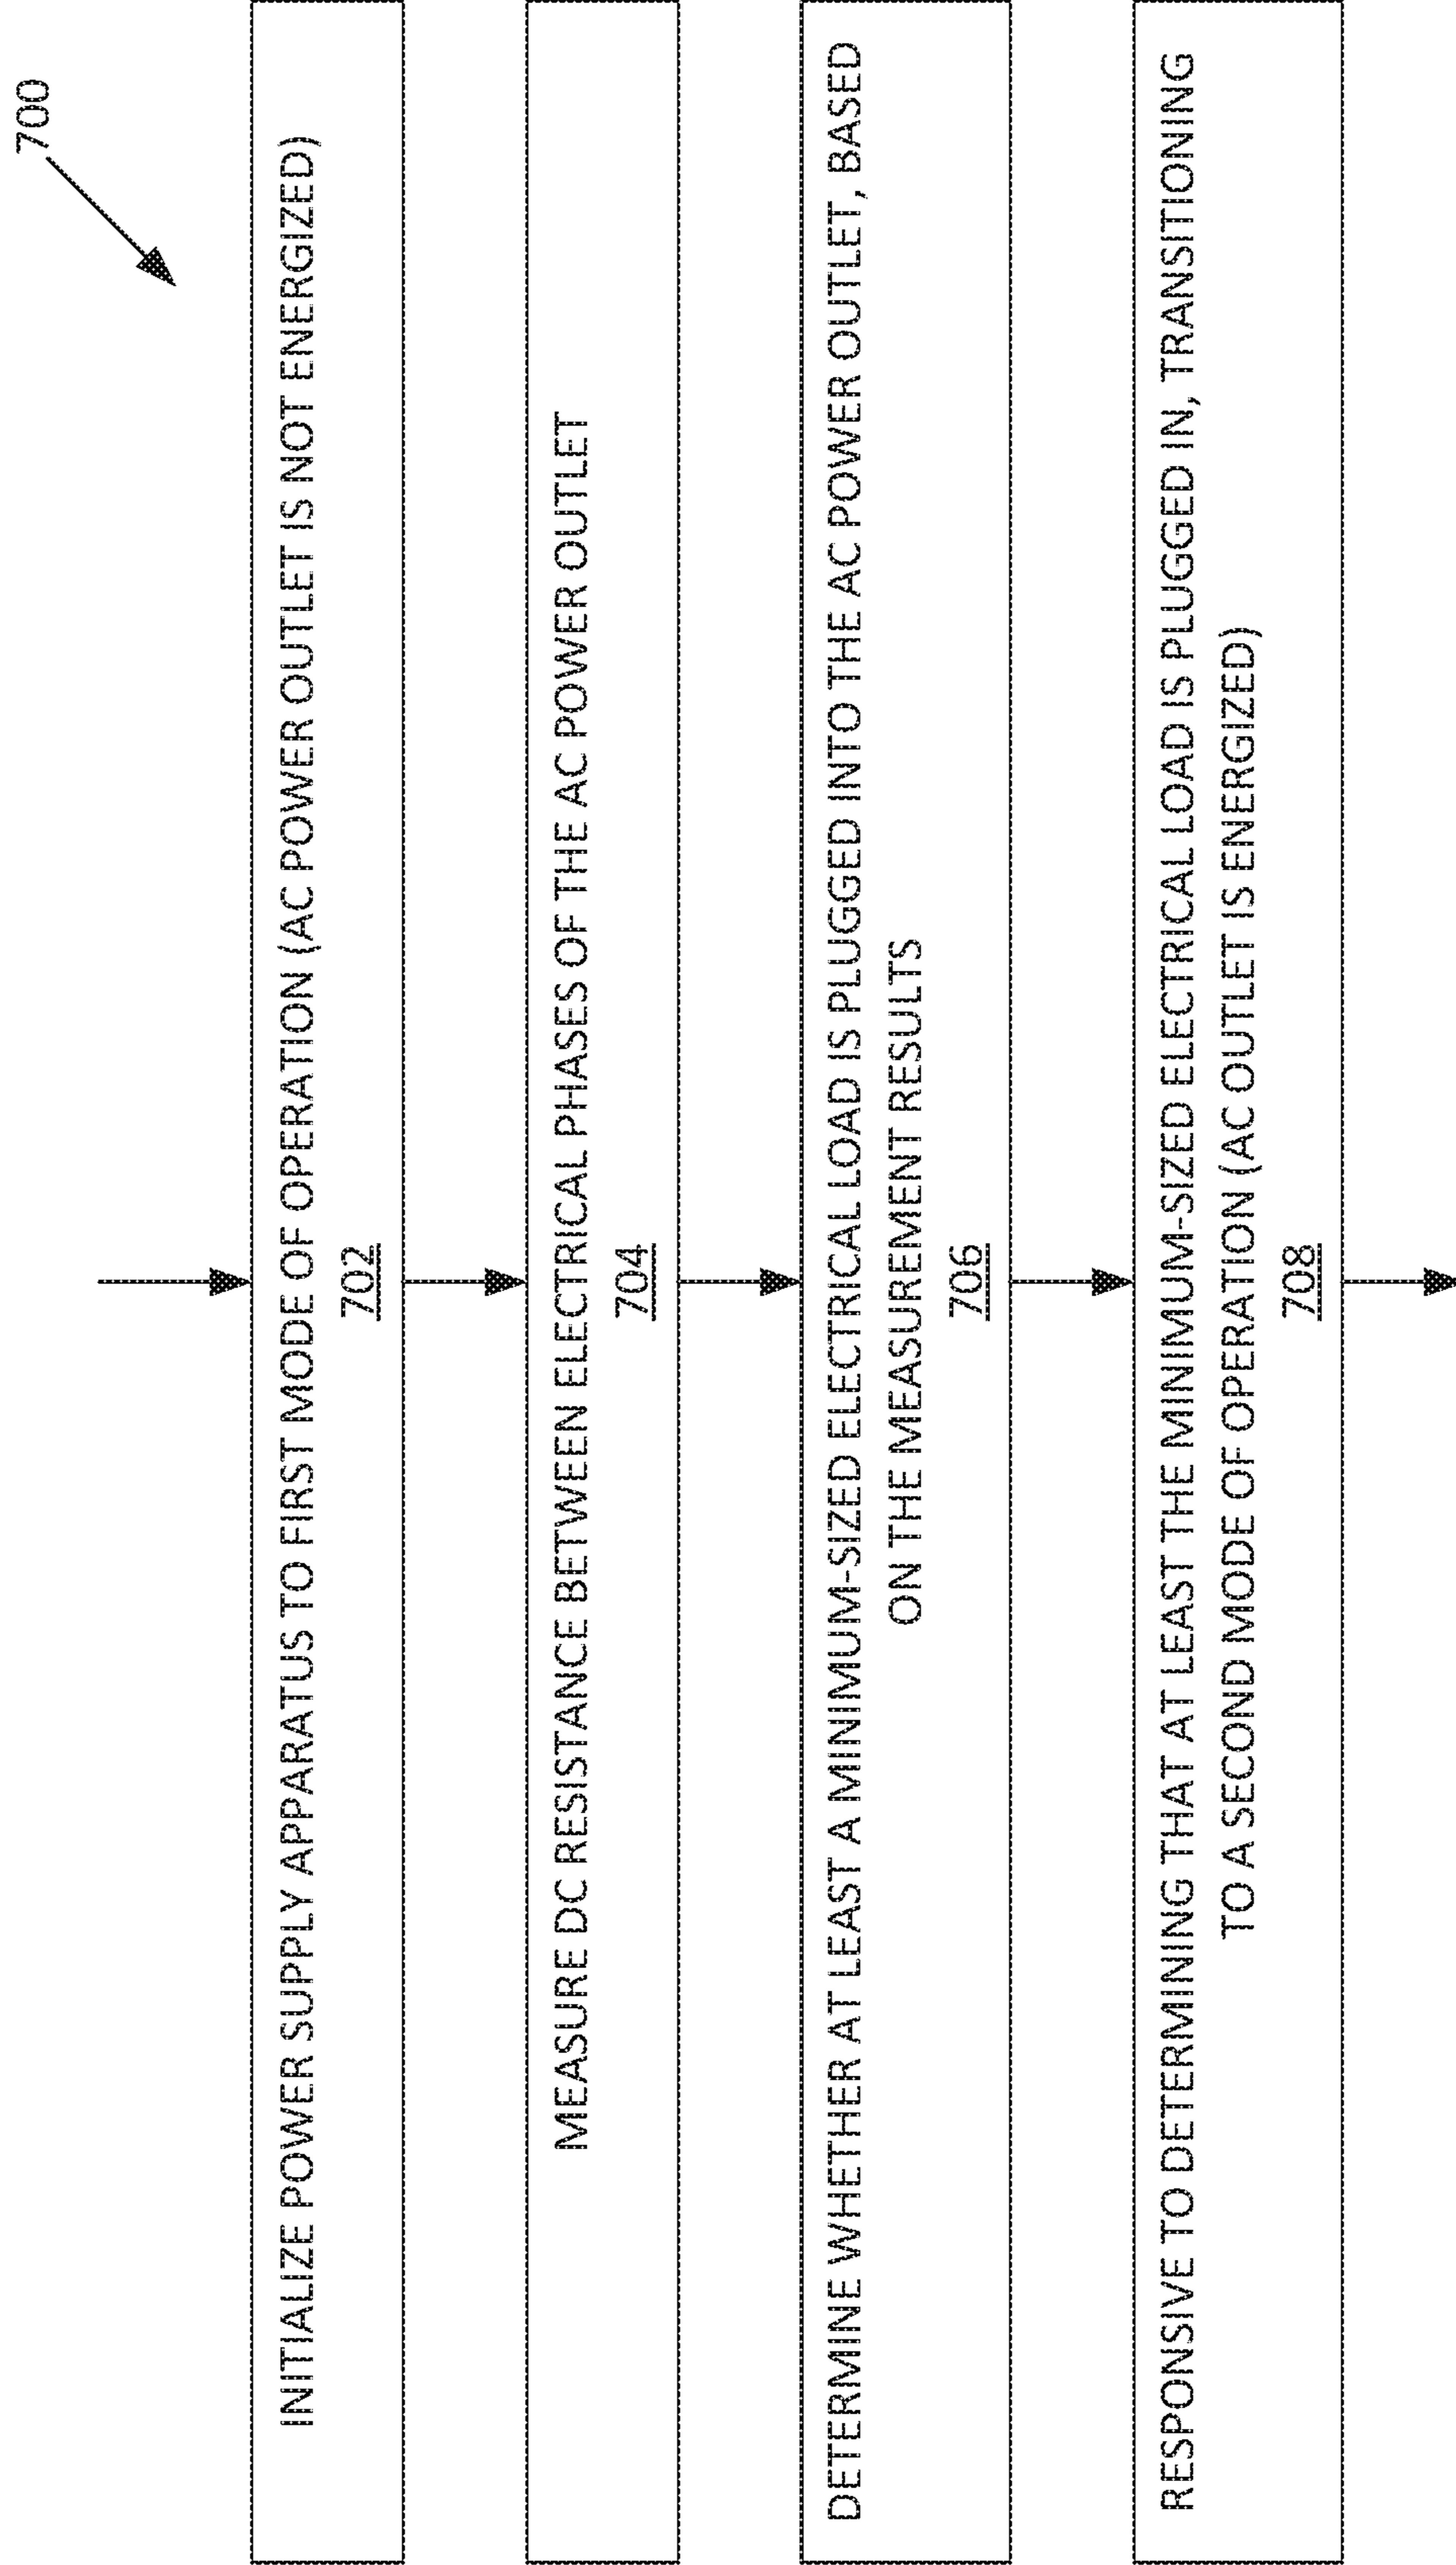 700
INITIALIZE POWER SUPPLY APPARATUS TO FIRST MODE OF OPERATION (AC POWER OUTLET IS NOT ENERGIZED)
702
MEASURE DC RESISTANCE BETWEEN ELECTRICAL PHASES OF THE AC POWER OUTLET
704
DETERMINE WHETHER AT LEAST A MINIMUM-SIZED ELECTRICAL LOAD IS PLUGGED INTO THE AC POWER OUTLET, BASED
ON THE MEASUREMENT RESULTS
706
RESPONSIVE TO DETERMINING THAT AT LEAST THE MINIMUM-SIZED ELECTRICAL LOAD IS PLUGGED IN, TRANSITIONING
TO A SECOND MODE OF OPERATION (AC OUTLET IS ENERGIZED)
708